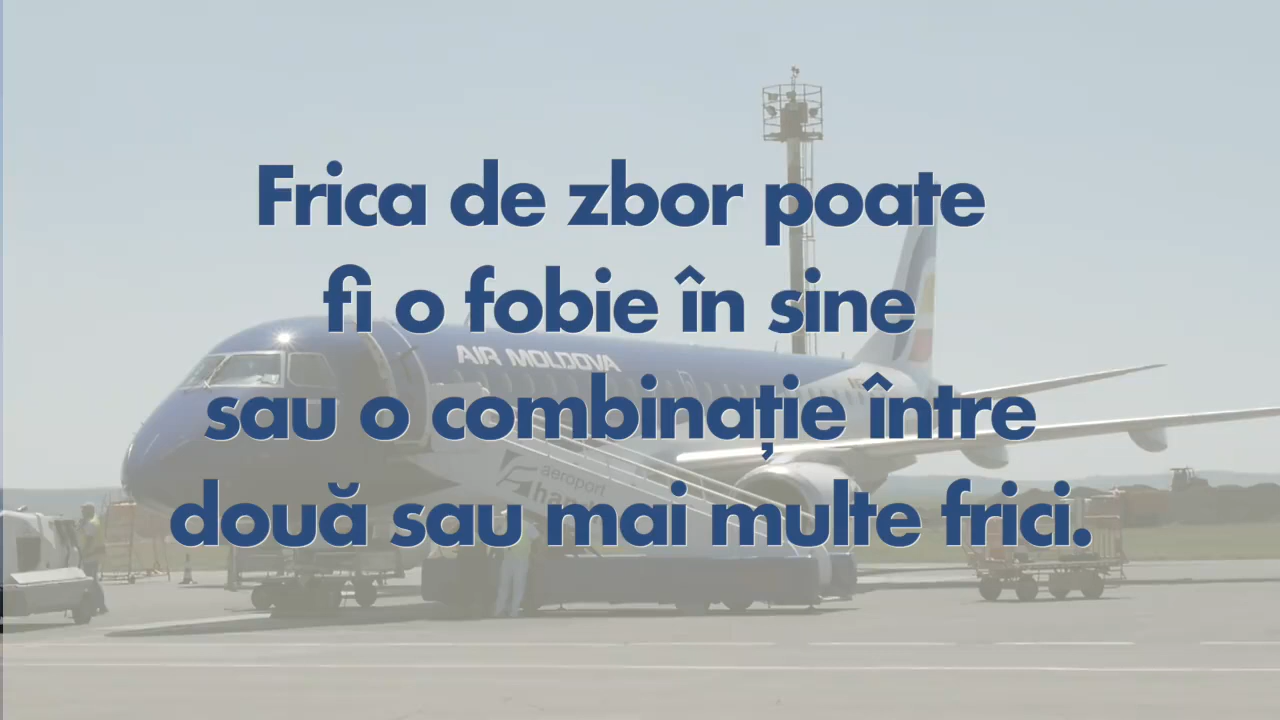 Frica de zbor poate
fi o fobie în sine
AIR MOLDOVA
sau o combinație între
aeroport
două sau mai multe frici.